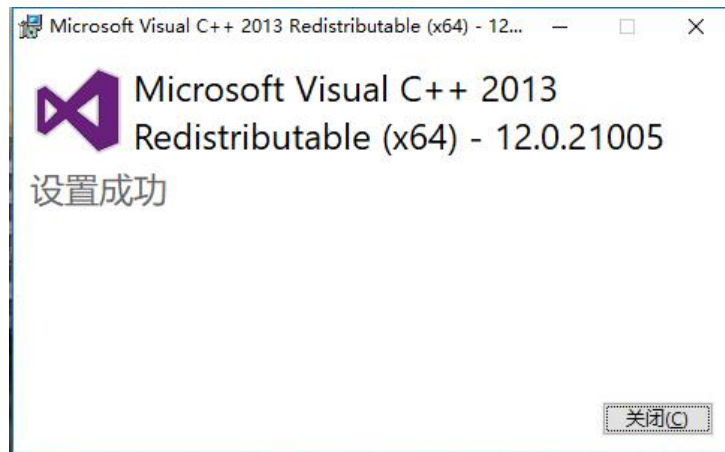 Microsoft Visual C++ 2013 Redistributable (x64) - 12...
Microsoft Visual C++ 2013
Redistributable (x64) - 12.0.21005
设置成功
关闭(C)